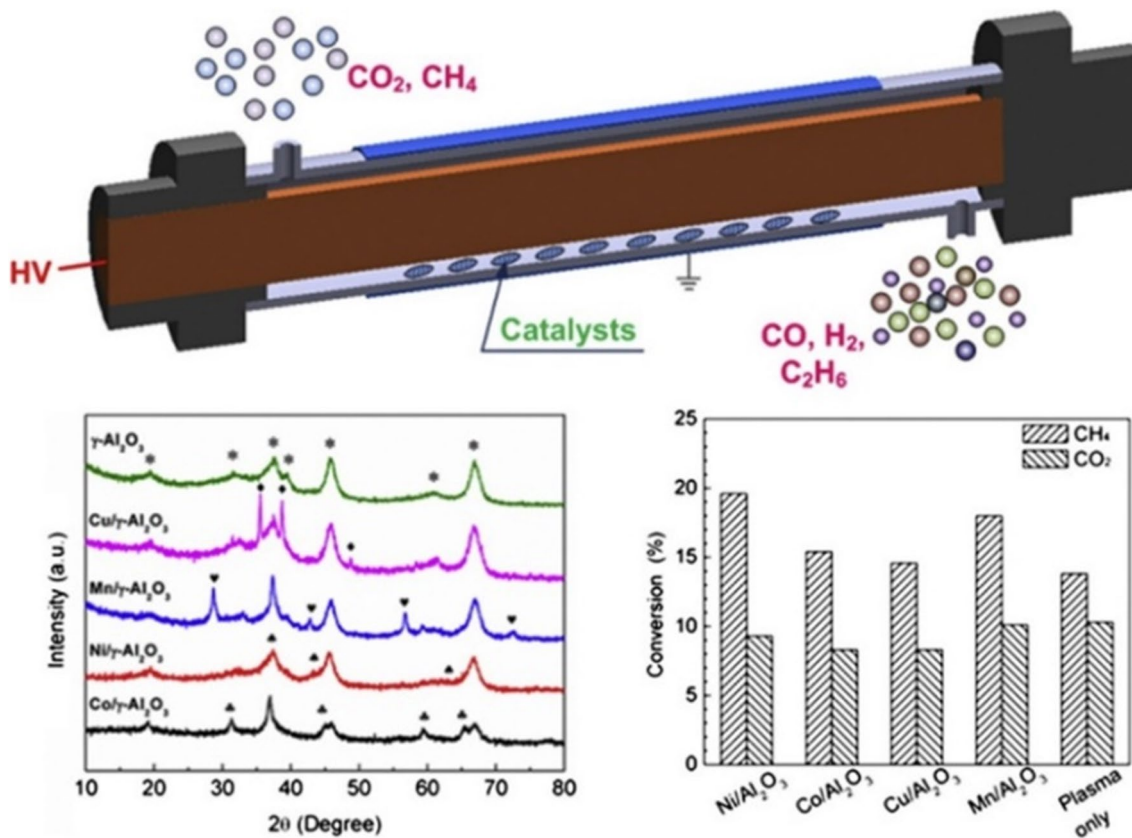 CO₂, CH₄
HV
Catalysts
CO, H₂,
C₂H₆
γ-Al₂O₃
Cu/γ-Al₂O₃
Mn/γ-Al₂O₃
Ni/γ-Al₂O₃
Co/γ-Al₂O₃
Intensity (a.u.)
10 20 30 40 50 60 70 80
2θ (Degree)
25
20
15
10
5
0
Conversion (%)
CH₄
CO₂
Ni/Al₂O₃
Co/Al₂O₃
Cu/Al₂O₃
Mn/Al₂O₃
Plasma
only